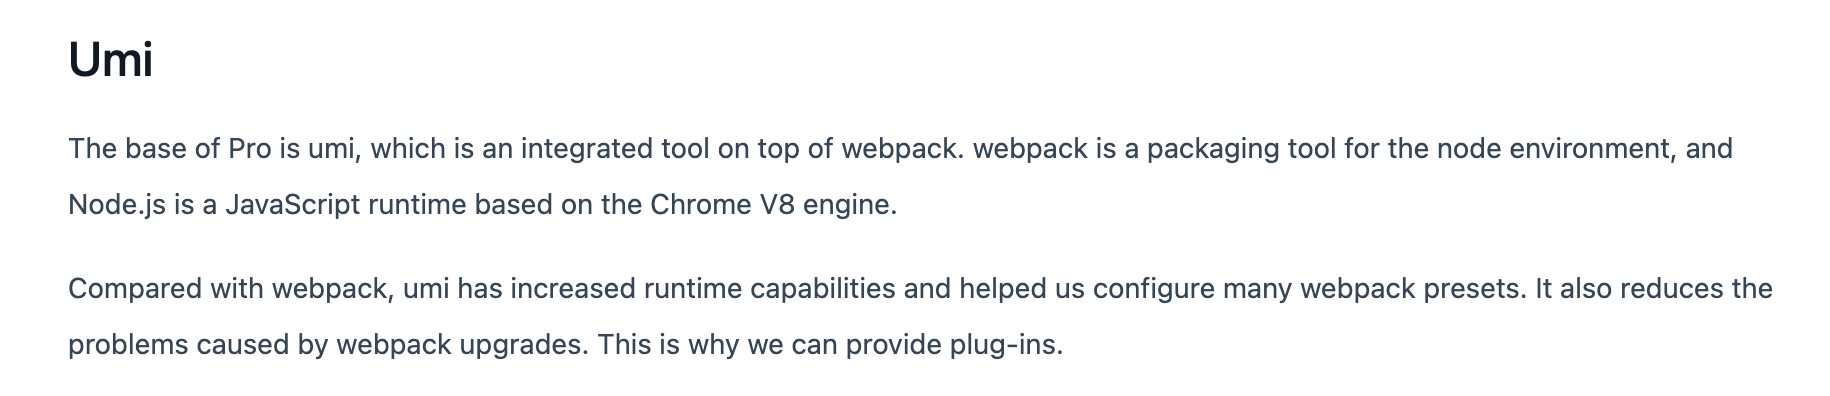 Umi
The base of Pro is umi, which is an integrated tool on top of webpack. webpack is a packaging tool for the node environment, and
Node.js is a JavaScript runtime based on the Chrome V8 engine.
Compared with webpack, umi has increased runtime capabilities and helped us configure many webpack presets. It also reduces the
problems caused by webpack upgrades. This is why we can provide plug-ins.